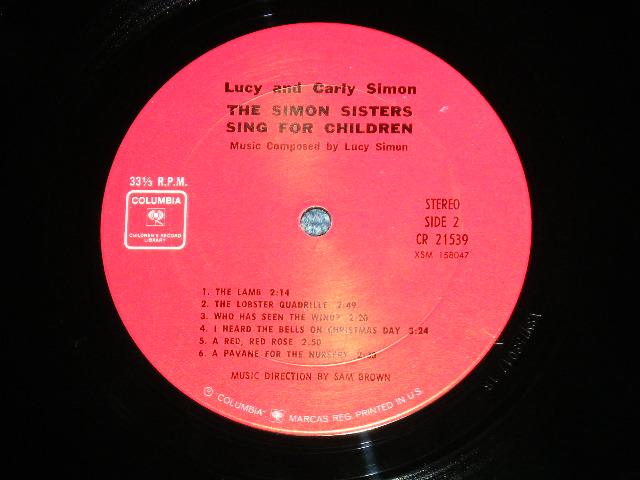 Lucy and Carly Simon
THE SIMON SISTERS
SING FOR CHILDREN
Music Composed by Lucy Simon
33⅓ R.P.M.
COLUMBIA
CHILDREN'S RECORD
LIBRARY
STEREO
SIDE 2
CR 21539
XSM 158047
1. THE LAMB 2:14
2. THE LOBSTER QUADRILLE 2:49
3. WHO HAS SEEN THE WIND? 2:20
4. I HEARD THE BELLS ON CHRISTMAS DAY 3:24
5. A RED, RED ROSE 2:50
6. A PAVANE FOR THE NURSERY
MUSIC DIRECTION BY SAM BROWN
Ⓟ COLUMBIA MARCAS REG. PRINTED IN U.S.